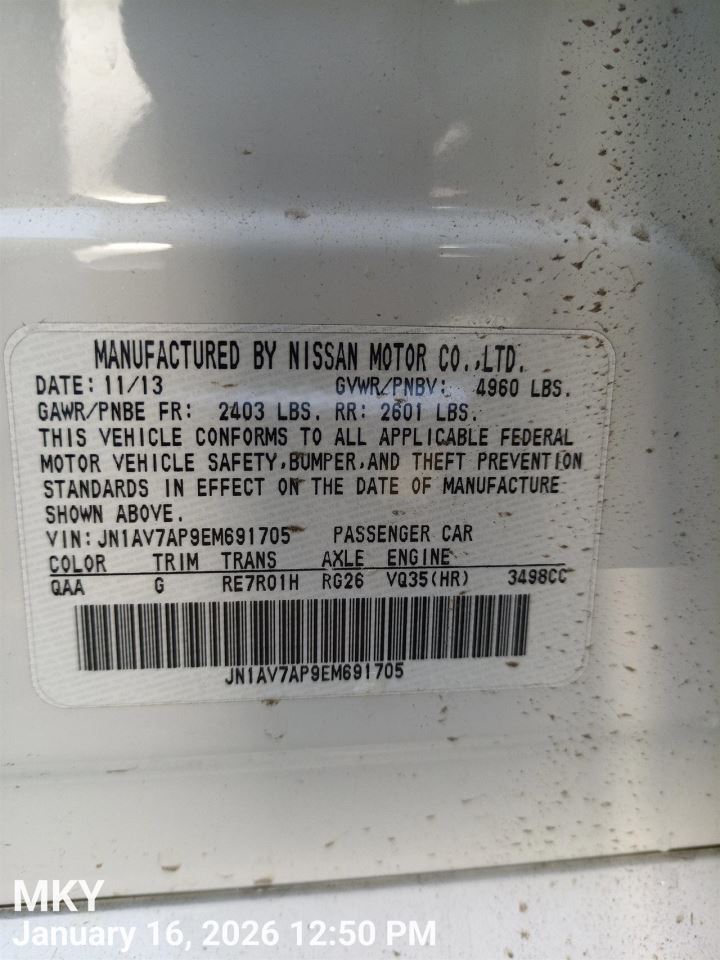 MANUFACTURED BY NISSAN MOTOR CO.,LTD.
DATE: 11/13 GVWR/PNBV: 4960 LBS.
GAWR/PNBE FR: 2403 LBS. RR: 2601 LBS.
THIS VEHICLE CONFORMS TO ALL APPLICABLE FEDERAL
MOTOR VEHICLE SAFETY,BUMPER,AND THEFT PREVENTION
STANDARDS IN EFFECT ON THE DATE OF MANUFACTURE
SHOWN ABOVE.
VIN: JN1AV7AP9EM691705 PASSENGER CAR
COLOR TRIM TRANS AXLE ENGINE
QAA G RE7R01H RG26 VQ35(HR) 3498CC
JN1AV7AP9EM691705
MKY
January 16, 2026 12:50 PM